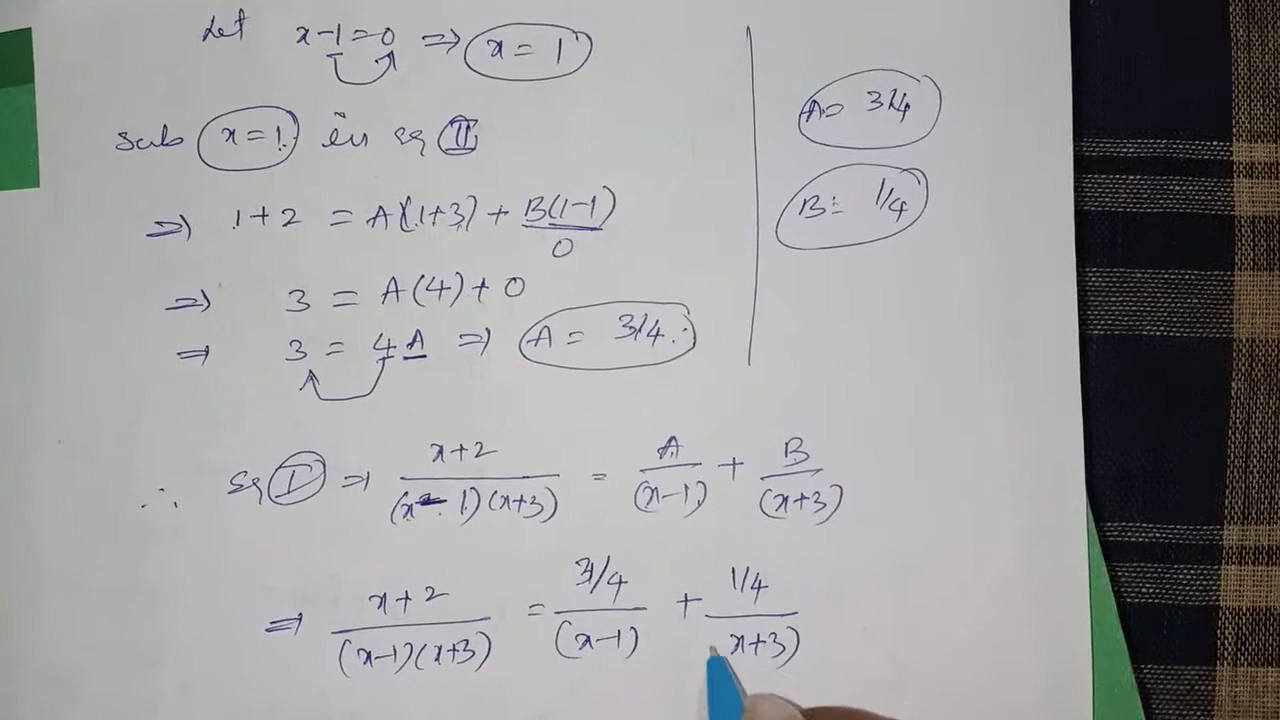 Let x-1=0 ⇒ x = 1
Sub x=1. in eq II
⇒ 1+2 = A(1+3) + B(1-1)
0
⇒ 3 = A(4) + 0
⇒ 3 = 4A ⇒ A = 3/4.
A= 3/4
B= 1/4
∴ Eq I ⇒ x+2 / (x-1)(x+3) = A / (x-1) + B / (x+3)
⇒ x+2 / (x-1)(x+3) = 3/4 / (x-1) + 1/4 / x+3)